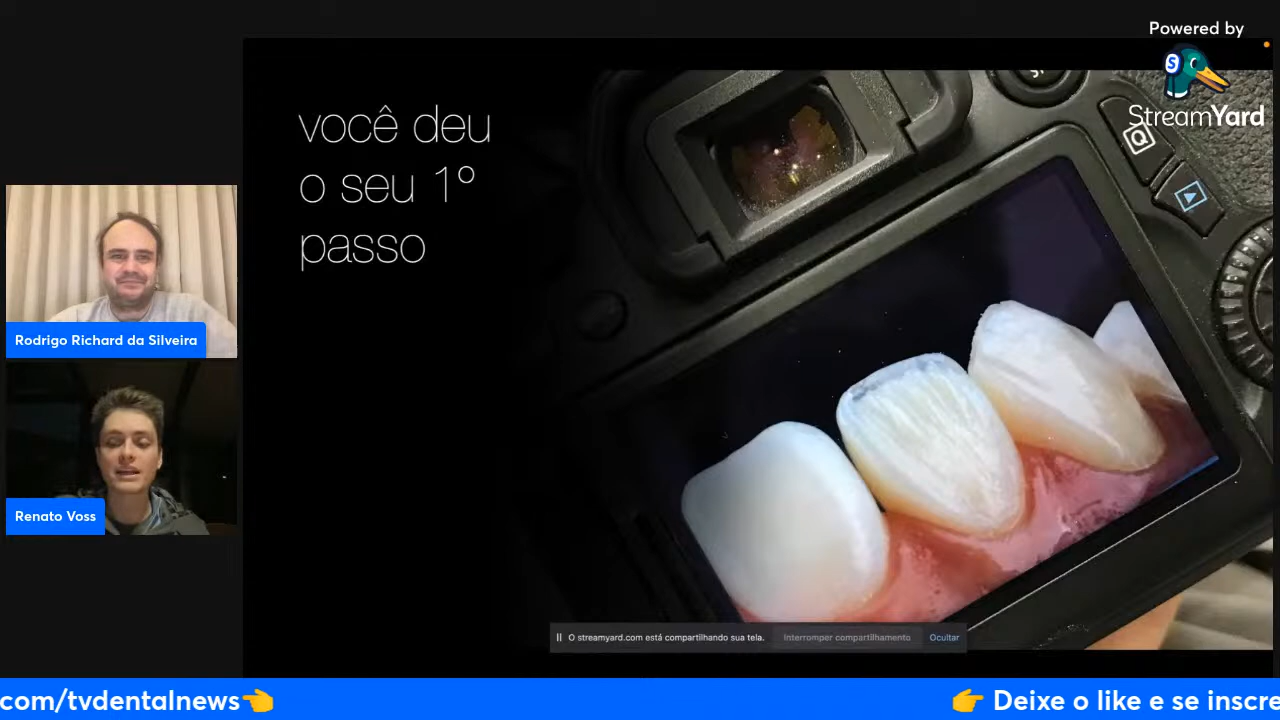 Powered by
StreamYard
você deu
o seu 1º
passo
Q
Rodrigo Richard da Silveira
Renato Voss
O streamyard.com está compartilhando sua tela.
Interromper compartilhamento
Ocultar
com/tvdentalnews👈
👉 Deixe o like e se inscre